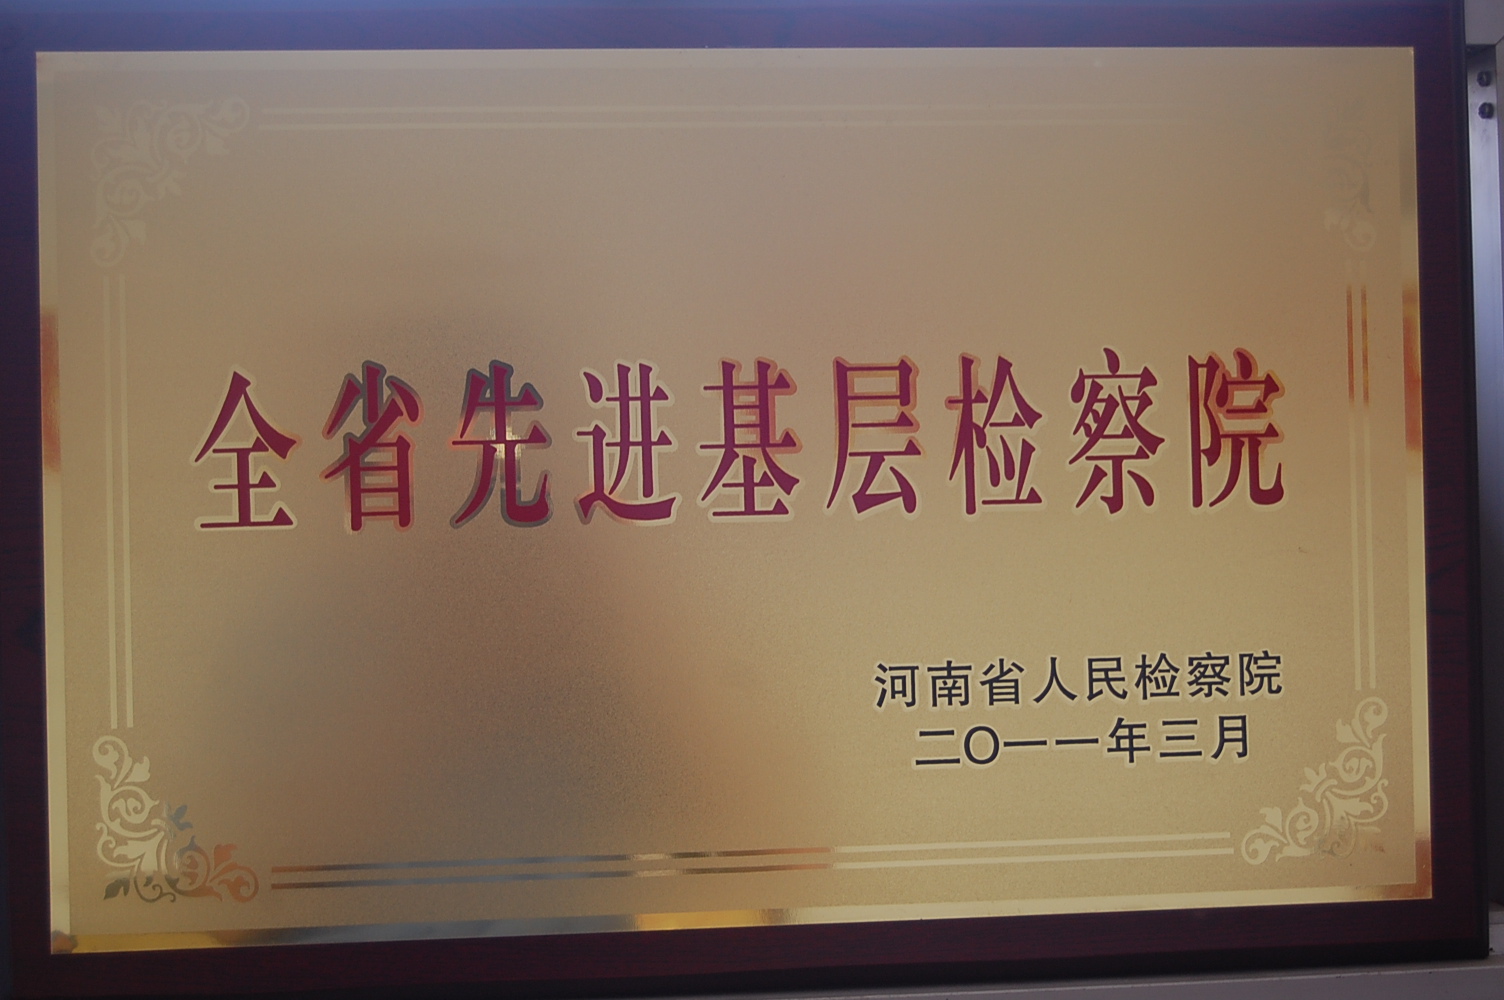 全省先进基层检察院
河南省人民检察院
二〇一一年三月